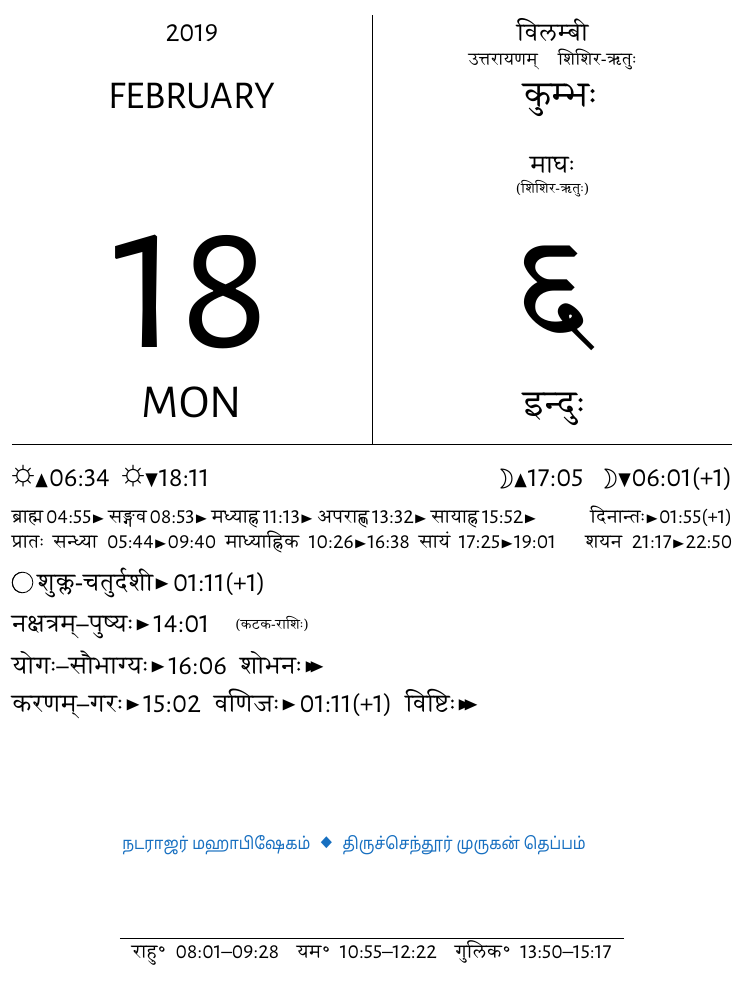 2019
FEBRUARY
18
MON
विलम्बी
उत्तरायणम् शिशिर-ऋतुः
कुम्भः
माघः
(शिशिर-ऋतुः)
६
इन्दुः
☼▲06:34 ☼▼18:11 ☽▲17:05 ☽▼06:01(+1)
ब्राह्म 04:55► सङ्गव 08:53► मध्याह्न 11:13► अपराह्ण 13:32► सायाह्न 15:52► दिनान्तः►01:55(+1)
प्रातः सन्ध्या 05:44►09:40 माध्याह्निक 10:26►16:38 सायं 17:25►19:01 शयन 21:17►22:50
◯ शुक्ल-चतुर्दशी► 01:11(+1)
नक्षत्रम्–पुष्यः►14:01 (कटक-राशिः)
योगः–सौभाग्यः►16:06 शोभनः►►
करणम्–गरः►15:02 वणिजः►01:11(+1) विष्टिः►►
நடராஜர் மஹாபிஷேகம் ◆ திருச்செந்தூர் முருகன் தெப்பம்
राहु॰ 08:01–09:28 यम॰ 10:55–12:22 गुलिक॰ 13:50–15:17